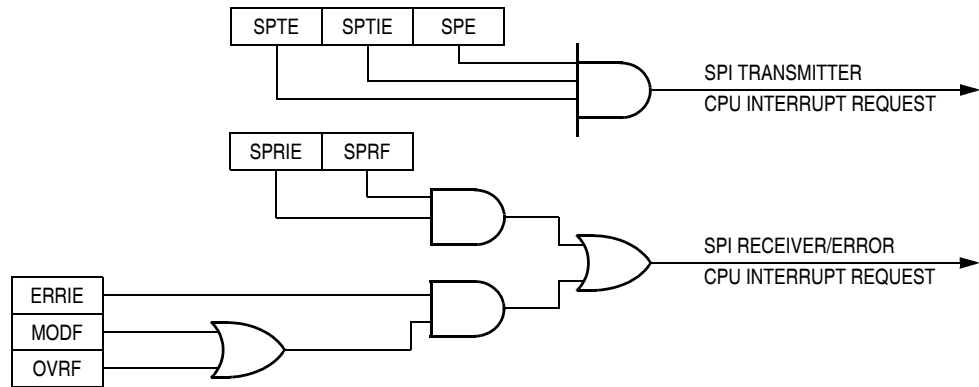 SPTE SPTIE SPE
SPI TRANSMITTER
CPU INTERRUPT REQUEST
SPRIE SPRF
SPI RECEIVER/ERROR
CPU INTERRUPT REQUEST
ERRIE
MODF
OVRF